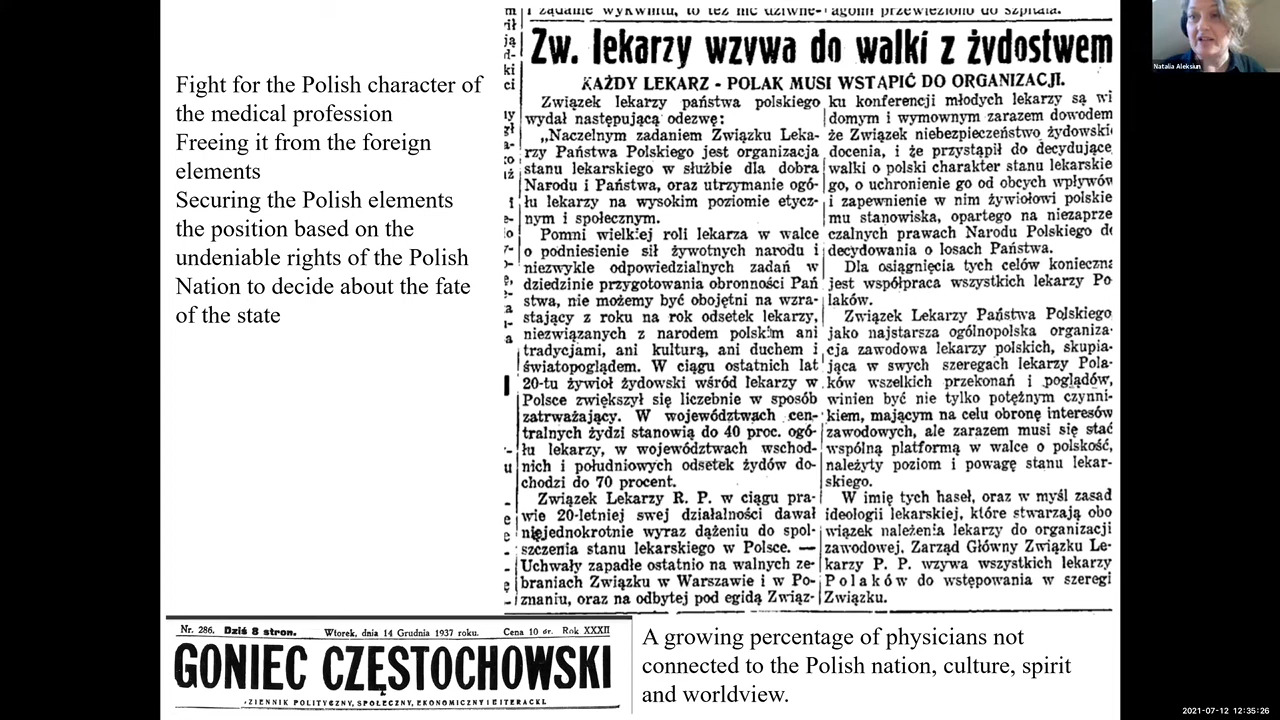 Fight for the Polish character of
the medical profession
Freeing it from the foreign
elements
Securing the Polish elements
the position based on the
undeniable rights of the Polish
Nation to decide about the fate
of the state
Zw. lekarzy wzywa do walki z żydostwem
KAŻDY LEKARZ - POLAK MUSI WSTĄPIĆ DO ORGANIZACJI.
Związek lekarzy państwa polskiego
wydał następującą odezwę:
„Naczelnym zadaniem Związku Leka-
rzy Państwa Polskiego jest organizacja
stanu lekarskiego w służbie dla dobra
Narodu i Państwa, oraz utrzymanie ogó-
łu lekarzy na wysokim poziomie etycz-
nym i społecznym.
Pomni wielkiej roli lekarza w walce
o podniesienie sił żywotnych narodu i
niezwykle odpowiedzialnych zadań w
dziedzinie przygotowania obronności Pań
stwa, nie możemy być obojętni na wzra-
stający z roku na rok odsetek lekarzy,
niezwiązanych z narodem polskim ani
tradycjami, ani kulturą, ani duchem i
światopoglądem. W ciągu ostatnich lat
20-tu żywioł żydowski wśród lekarzy w
Polsce zwiększył się liczebnie w sposób
zatrważający. W województwach cen-
tralnych żydzi stanowią do 40 proc. ogó-
łu lekarzy, w województwach wschod-
nich i południowych odsetek żydów do-
chodzi do 70 procent.
Związek Lekarzy R. P. w ciągu pra-
wie 20-letniej swej działalności dawał
niejednokrotnie wyraz dążeniu do spol-
szczenia stanu lekarskiego w Polsce. —
Uchwały zapadłe ostatnio na walnych ze-
braniach Związku w Warszawie i w Po-
znaniu, oraz na odbytej pod egidą Związ-
ku konferencji młodych lekarzy są wi
domym i wymownym zarazem dowodem
że Związek niebezpieczeństwo żydowski
docenia, i że przystąpił do decydujące
walki o polski charakter stanu lekarskie
go, o uchronienie go od obcych wpływów
i zapewnienie w nim żywiołowi polskie
mu stanowiska, opartego na niezaprze
czalnych prawach Narodu Polskiego do
decydowania o losach Państwa.
Dla osiągnięcia tych celów konieczna
jest współpraca wszystkich lekarzy Po
laków.
Związek Lekarzy Państwa Polskiego
jako najstarsza ogólnopolska organiza-
cja zawodowa lekarzy polskich, skupia-
jąca w swych szeregach lekarzy Pola-
ków wszelkich przekonań i poglądów,
winien być nie tylko potężnym czynni-
kiem, mającym na celu obronę interesów
zawodowych, ale zarazem musi się stać
wspólną platformą w walce o polskość,
należyty poziom i powagę stanu lekar-
skiego.
W imię tych haseł, oraz w myśl zasad
ideologii lekarskiej, które stwarzają obo
wiązek należenia lekarzy do organizacji
zawodowej, Zarząd Główny Związku Le-
karzy P. P. wzywa wszystkich lekarzy
Polaków do wstępowania w szeregi
Związku.
Nr. 286. Dziś 8 stron. Wtorek, dnia 14 Grudnia 1937 roku. Cena 10 gr. Rok XXXII
GONIEC CZĘSTOCHOWSKI
DZIENNIK POLITYCZNY, SPOŁECZNY, EKONOMICZNY I LITERACKI.
A growing percentage of physicians not
connected to the Polish nation, culture, spirit
and worldview.
Natalia Aleksiun
2021-07-12 12:35:26